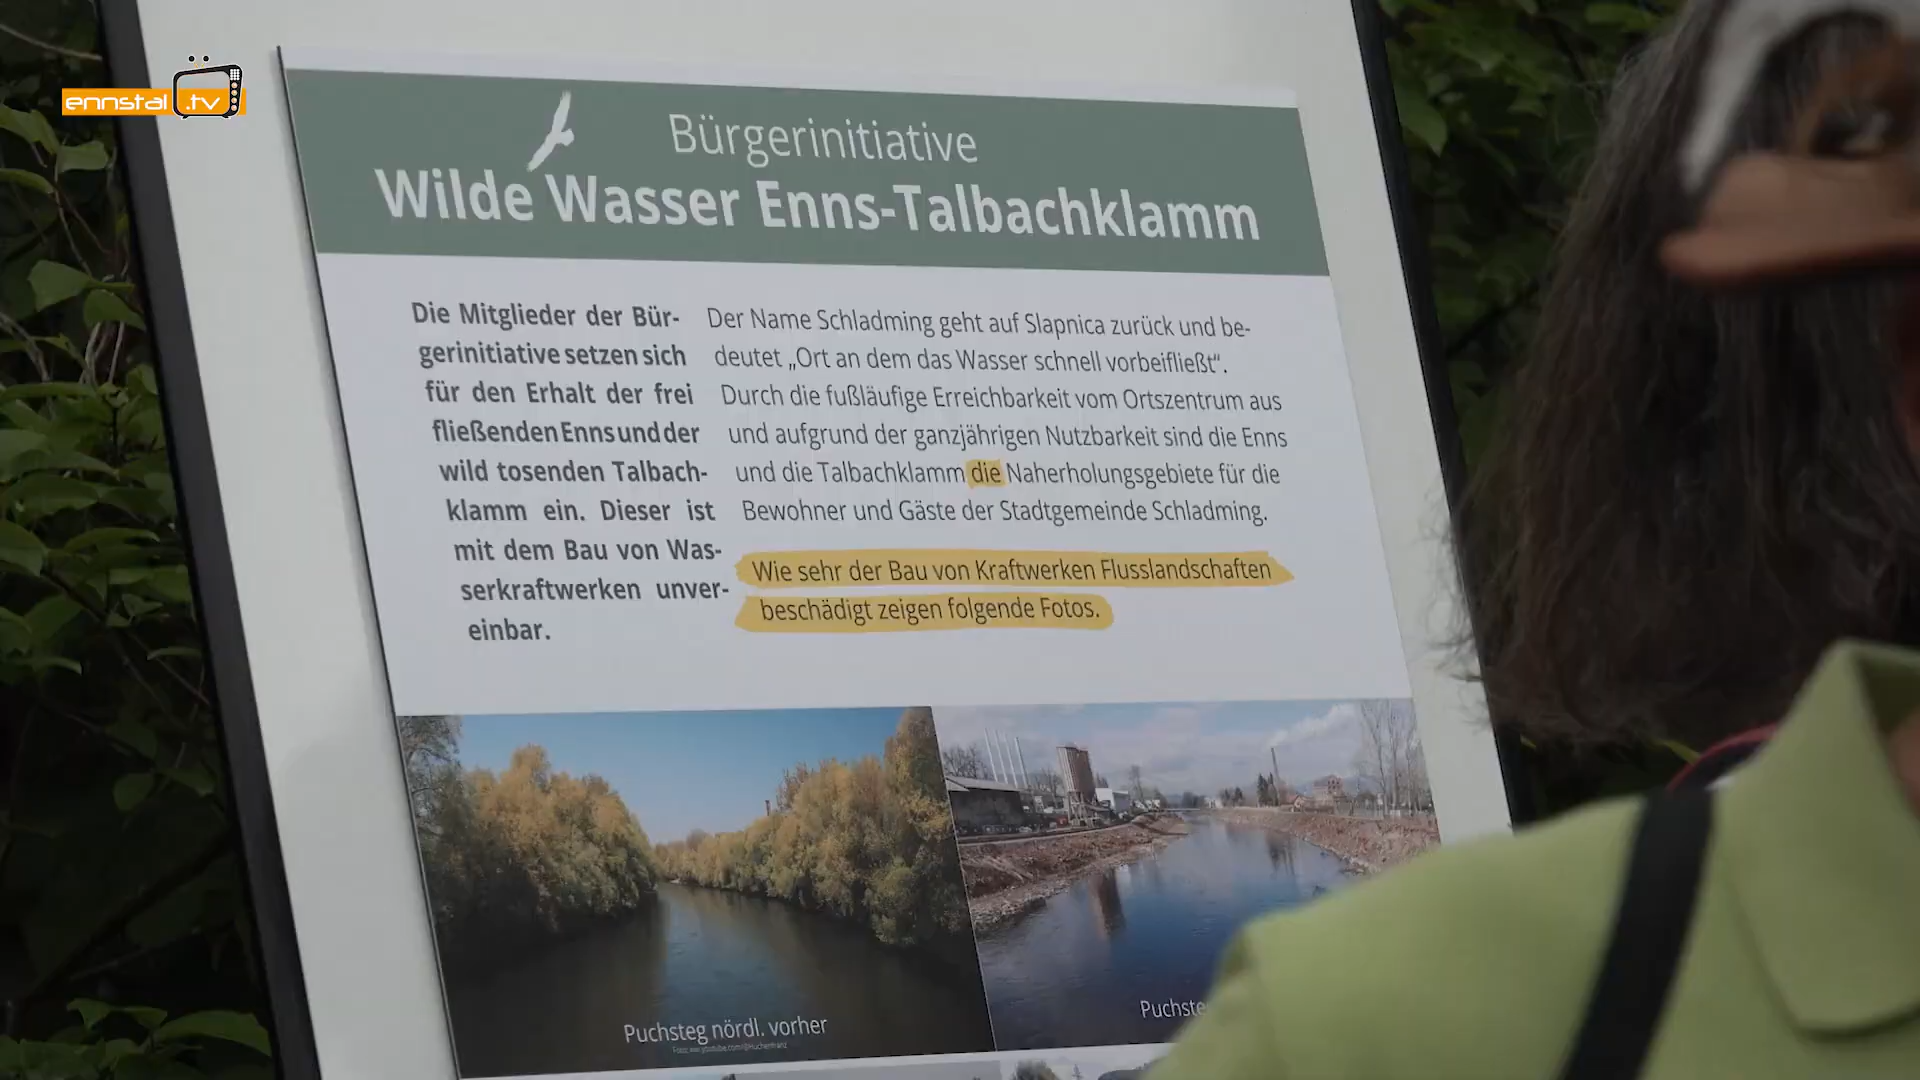 ennstal .tv
Bürgerinitiative
Wilde Wasser Enns-Talbachklamm
Die Mitglieder der Bür-
gerinitiative setzen sich
für den Erhalt der frei
fließenden Enns und der
wild tosenden Talbach-
klamm ein. Dieser ist
mit dem Bau von Was-
serkraftwerken unver-
einbar.
Der Name Schladming geht auf Slapnica zurück und be-
deutet „Ort an dem das Wasser schnell vorbeifließt“.
Durch die fußläufige Erreichbarkeit vom Ortszentrum aus
und aufgrund der ganzjährigen Nutzbarkeit sind die Enns
und die Talbachklamm die Naherholungsgebiete für die
Bewohner und Gäste der Stadtgemeinde Schladming.
Wie sehr der Bau von Kraftwerken Flusslandschaften
beschädigt zeigen folgende Fotos.
Puchsteg nördl. vorher
Puchste